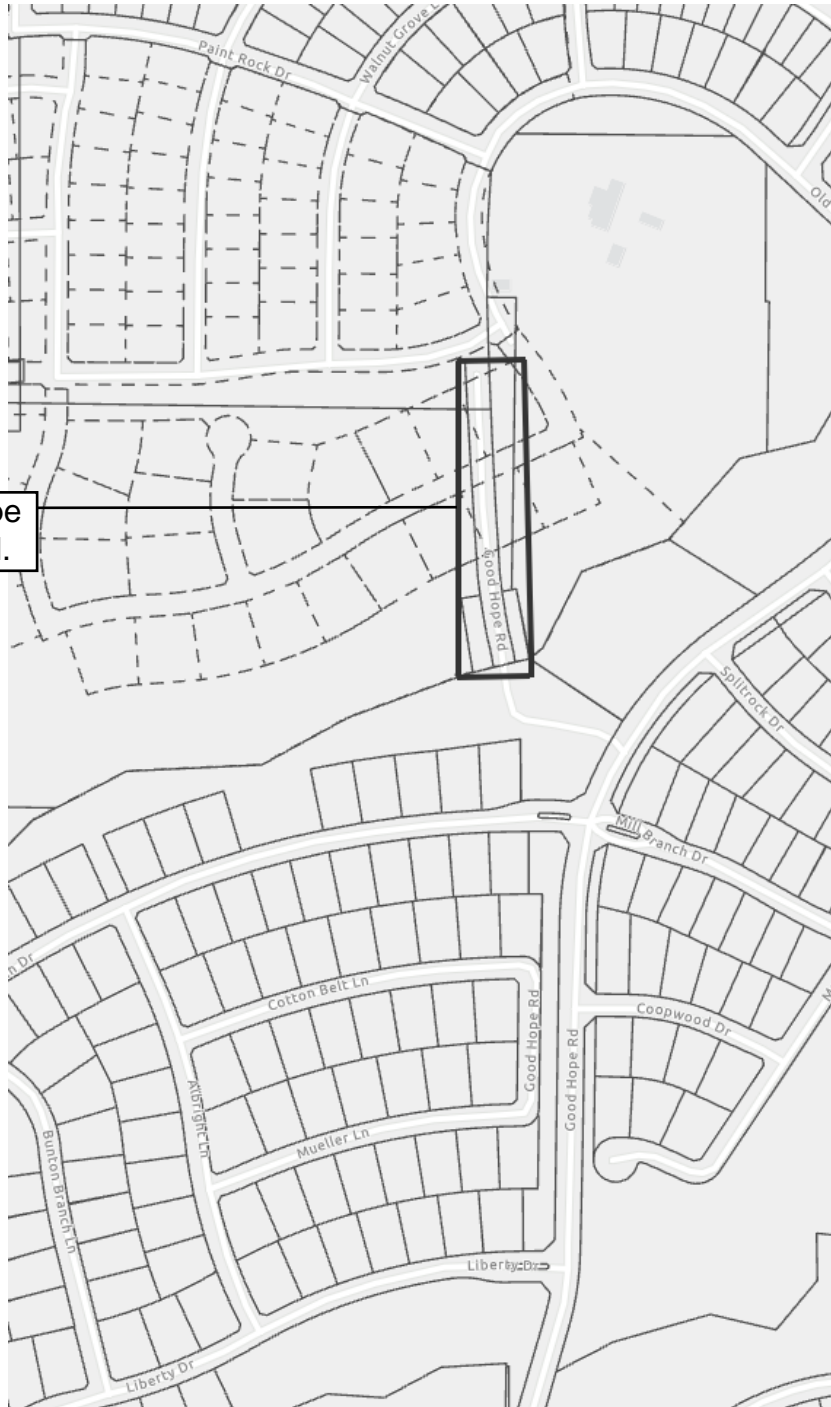 Paint Rock Dr
Walnut Grove L
Old
be
d.
Good Hope Rd
Splitrock Dr
Mill Branch Dr
n Dr
Cotton Belt Ln
Good Hope Rd
Good Hope Rd
Coopwood Dr
M
Albright Ln
Mueller Ln
Bunton Branch Ln
Liberty Dr
Liberty Dr